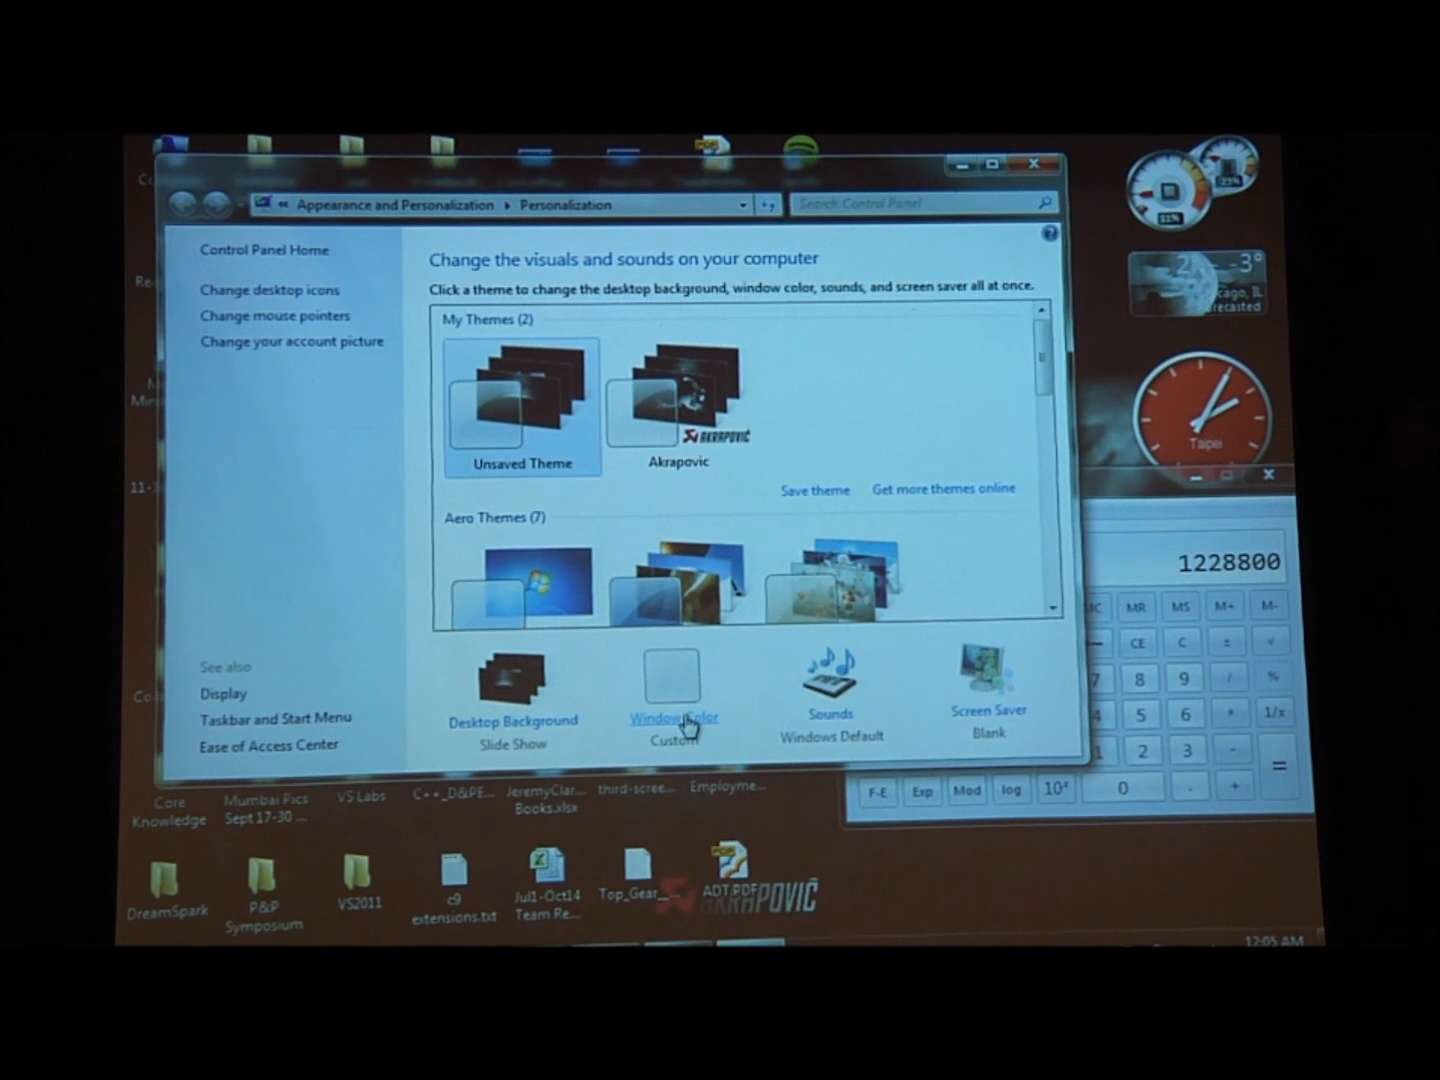 « Appearance and Personalization ▸ Personalization
Search Control Panel
Control Panel Home
Change desktop icons
Change mouse pointers
Change your account picture
Change the visuals and sounds on your computer
Click a theme to change the desktop background, window color, sounds, and screen saver all at once.
My Themes (2)
AKRAPOVIČ
Unsaved Theme
Akrapovic
Save theme
Get more themes online
Aero Themes (7)
See also
Display
Taskbar and Start Menu
Ease of Access Center
Desktop Background
Slide Show
Window Color
Custom
Sounds
Windows Default
Screen Saver
Blank
-3°
Taipei
1228800
MR MS M+ M-
CE C ± √
7 8 9 / %
4 5 6 * 1/x
1 2 3 - =
F-E Exp Mod log 10ˣ 0 . +
Core
Knowledge
Mumbai Pics
Sept 17-30 ...
VS Labs
C++_D&PE...
JeremyClar...
Books.xlsx
third-scree...
Employme...
DreamSpark
P&P
Symposium
VS2011
c9
extensions.txt
Jul1-Oct14
Team Re...
Top_Gear_...
ADT.PDF
AKRAPOVIČ
12:05 AM